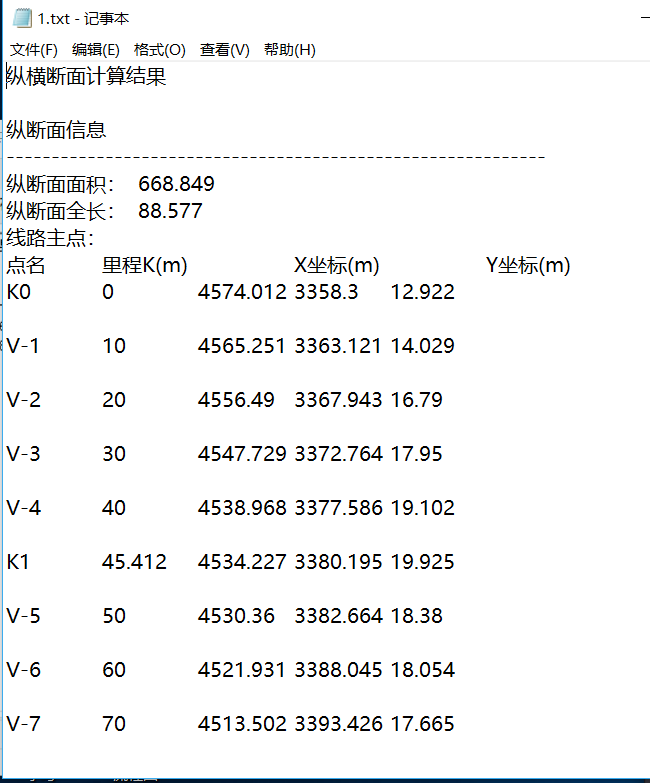 1.txt - 记事本
文件(F) 编辑(E) 格式(O) 查看(V) 帮助(H)
纵横断面计算结果
纵断面信息
------------------------------------------------------------
纵断面面积： 668.849
纵断面全长： 88.577
线路主点：
点名 里程K(m) X坐标(m) Y坐标(m)
K0 0 4574.012 3358.3 12.922
V-1 10 4565.251 3363.121 14.029
V-2 20 4556.49 3367.943 16.79
V-3 30 4547.729 3372.764 17.95
V-4 40 4538.968 3377.586 19.102
K1 45.412 4534.227 3380.195 19.925
V-5 50 4530.36 3382.664 18.38
V-6 60 4521.931 3388.045 18.054
V-7 70 4513.502 3393.426 17.665